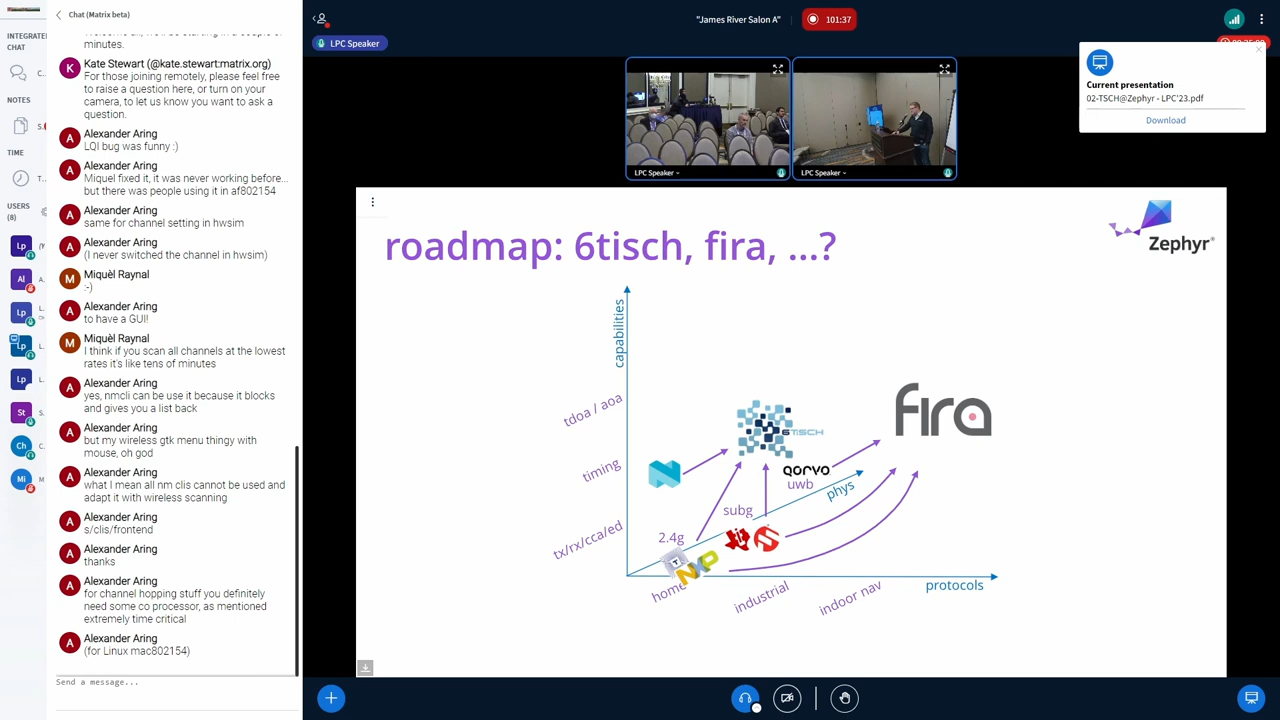 Chat (Matrix beta)
INTEGRATE
CHAT
C.
NOTES
S.
TIME
T..
USERS
(8)
Lp
Al
Lp
Lp
Lp
St
Ch
Mi
minutes.
K
Kate Stewart (@kate.stewart:matrix.org)
For those joining remotely, please feel free
to raise a question here, or turn on your
camera, to let us know you want to ask a
question.
A
Alexander Aring
LQI bug was funny :)
A
Alexander Aring
Miquel fixed it, it was never working before...
but there was people using it in af802154
A
Alexander Aring
same for channel setting in hwsim
A
Alexander Aring
(I never switched the channel in hwsim)
M
Miquèl Raynal
:-)
A
Alexander Aring
to have a GUI!
M
Miquèl Raynal
I think if you scan all channels at the lowest
rates it's like tens of minutes
A
Alexander Aring
yes, nmcli can be use it because it blocks
and gives you a list back
A
Alexander Aring
but my wireless gtk menu thingy with
mouse, oh god
A
Alexander Aring
what I mean all nm clis cannot be used and
adapt it with wireless scanning
A
Alexander Aring
s/clis/frontend
A
Alexander Aring
thanks
A
Alexander Aring
for channel hopping stuff you definitely
need some co processor, as mentioned
extremely time critical
A
Alexander Aring
(for Linux mac802154)
Send a message...
"James River Salon A"
101:37
LPC Speaker
LPC Speaker
LPC Speaker
Current presentation
02-TSCH@Zephyr - LPC'23.pdf
Download
roadmap: 6tisch, fira, ...?
Zephyr
capabilities
tdoa / aoa
timing
tx/rx/cca/ed
6TiSCH
fira
Qorvo
uwb
phys
subg
2.4g
NXP
home
industrial
indoor nav
protocols